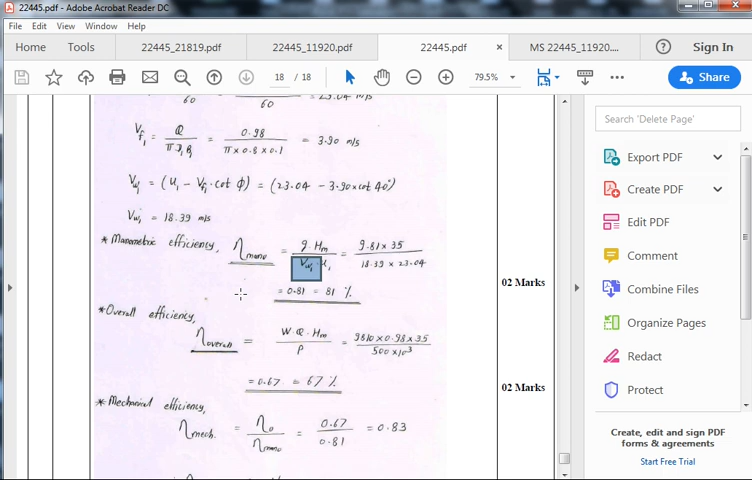 22445.pdf - Adobe Acrobat Reader DC
File Edit View Window Help
Home Tools 22445_21819.pdf 22445_11920.pdf 22445.pdf × MS 22445_11920.... Sign In
18 / 18 79.5% Share
60 60 = 23.04 m/s
Vf₁ = Q / π D₁ B₁ = 0.98 / π × 0.8 × 0.1 = 3.90 m/s
Vw₁ = (u₁ - Vf₁ · cot ϕ) = (23.04 - 3.90 × cot 40°)
Vw₁ = 18.39 m/s
* Manometric efficiency, η mano = g · Hm / Vw₁ · u₁ = 9.81 × 35 / 18.39 × 23.04
= 0.81 = 81 %
02 Marks
* Overall efficiency,
η overall = W · Q · Hm / P = 9810 × 0.98 × 35 / 500 × 10³
= 0.67 = 67 %
02 Marks
* Mechanical efficiency,
η mech. = η₀ / η mano = 0.67 / 0.81 = 0.83
Search 'Delete Page'
Export PDF
Create PDF
Edit PDF
Comment
Combine Files
Organize Pages
Redact
Protect
Create, edit and sign PDF
forms & agreements
Start Free Trial